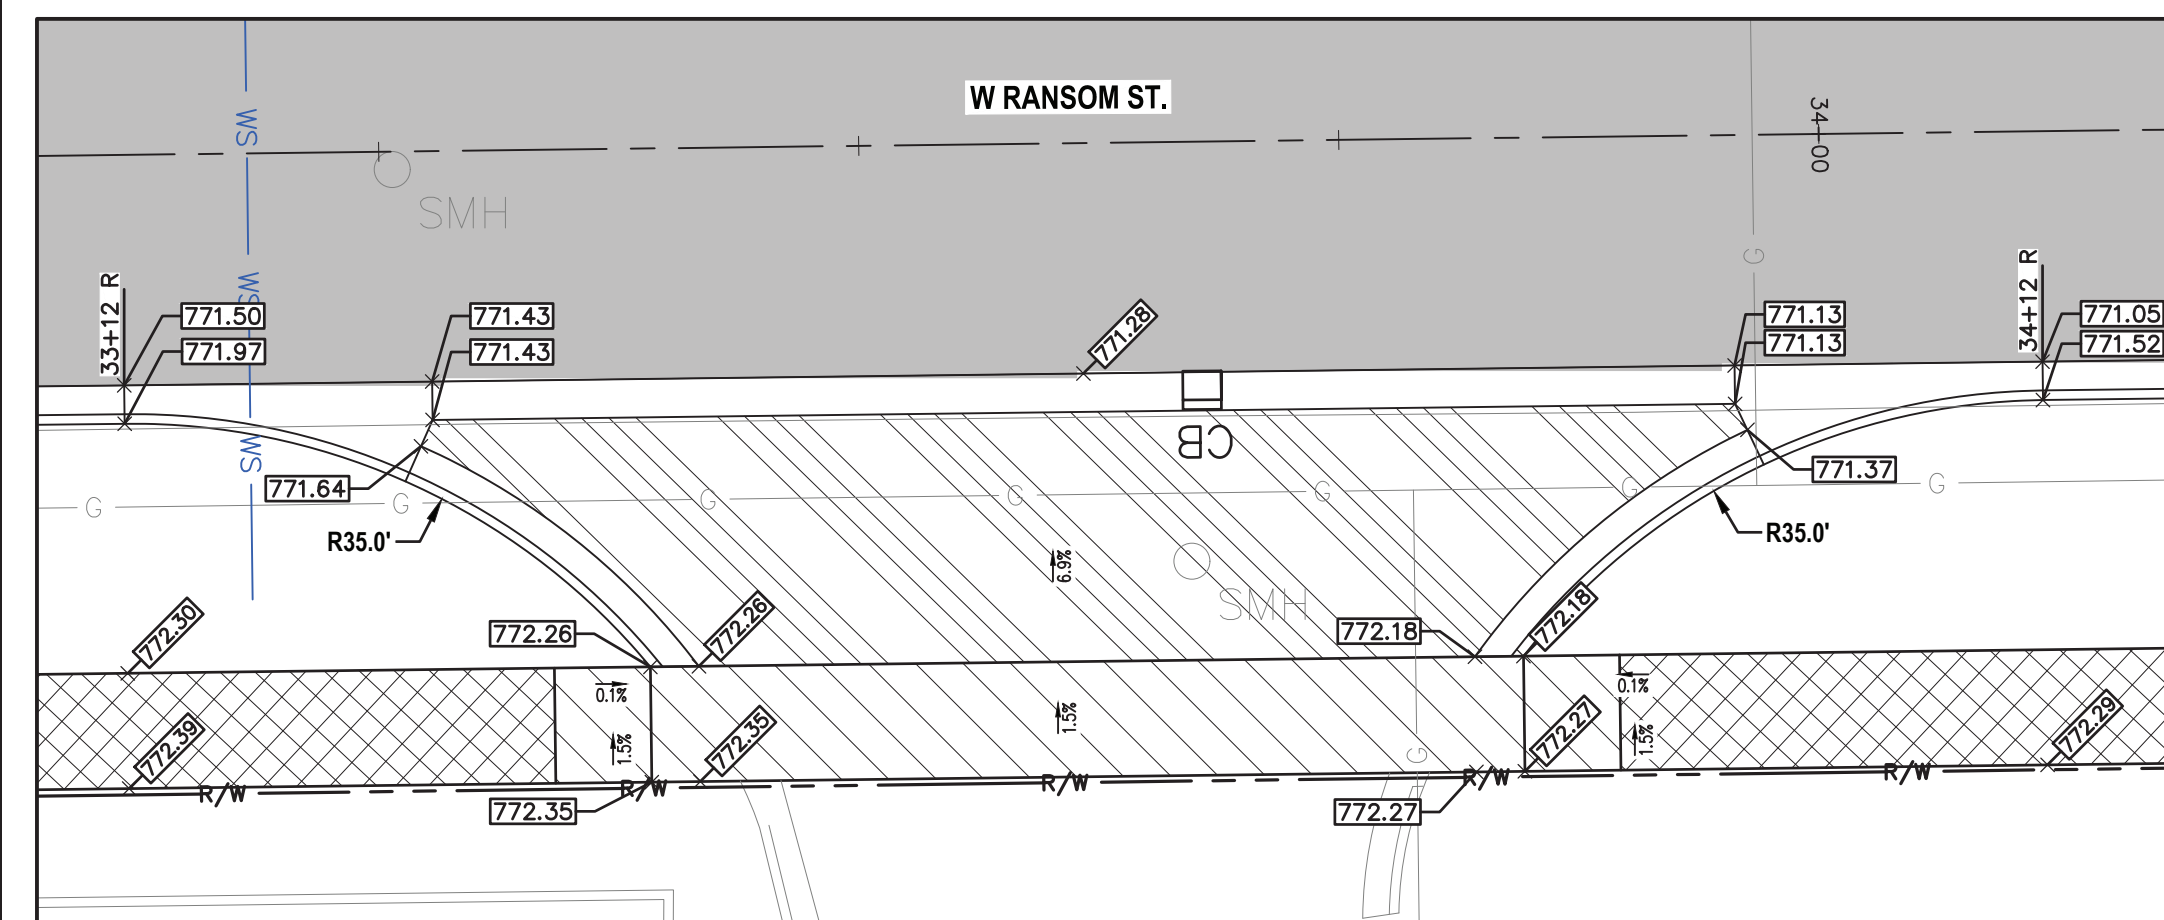 W RANSOM ST.
34+00
WS
SMH
WS
G
33+12 R
34+12 R
771.50
771.43
771.28
771.13
771.05
771.97
771.43
771.13
771.52
CB
WS
771.64
771.37
G
G
G
G
G
G
G
R35.0'
R35.0'
6.9%
SMH
772.30
772.26
772.26
772.18
772.18
0.1%
0.1%
1.5%
1.5%
1.5%
772.39
772.35
772.27
772.29
G
R/W
R/W
R/W
R/W
R/W
772.35
772.27